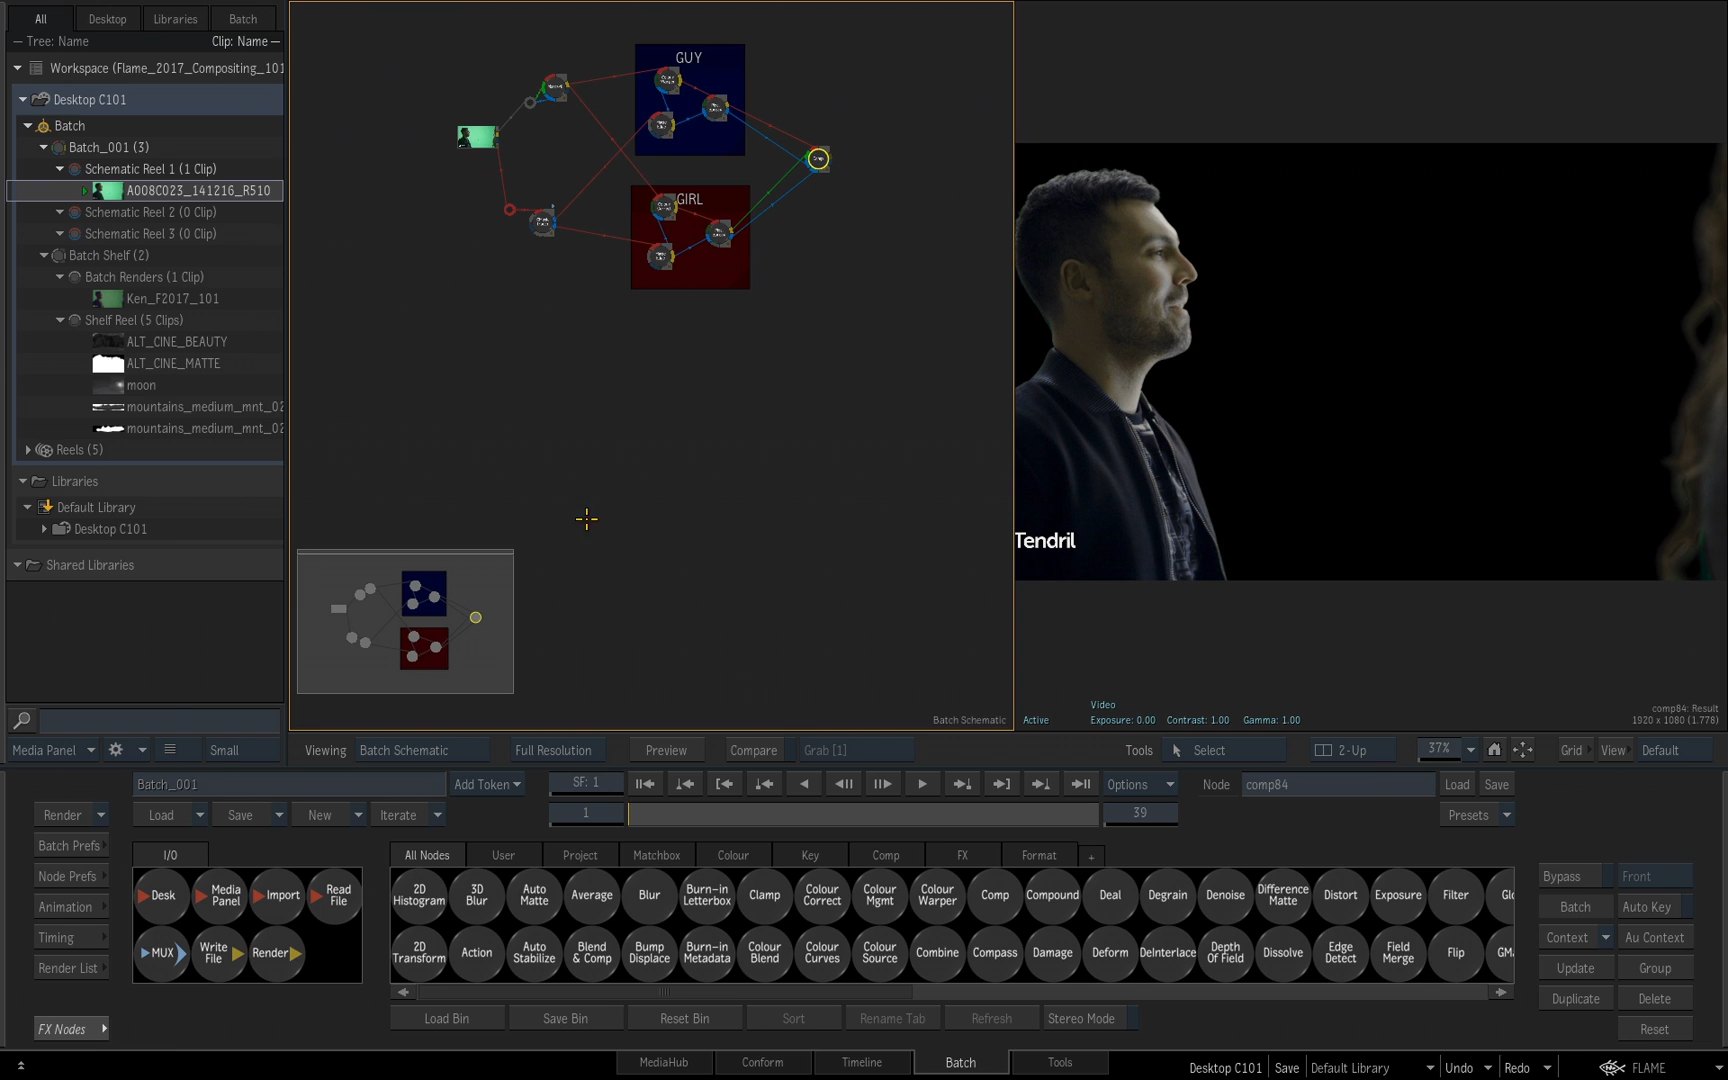 All Desktop Libraries Batch
Tree: Name Clip: Name
Workspace (Flame_2017_Compositing_101
Desktop C101
Batch
Batch_001 (3)
Schematic Reel 1 (1 Clip)
A008C023_141216_R510
Schematic Reel 2 (0 Clip)
Schematic Reel 3 (0 Clip)
Batch Shelf (2)
Batch Renders (1 Clip)
Ken_F2017_101
Shelf Reel (5 Clips)
ALT_CINE_BEAUTY
ALT_CINE_MATTE
moon
mountains_medium_mnt_02
mountains_medium_mnt_02
Reels (5)
Libraries
Default Library
Desktop C101
Shared Libraries
GUY
GIRL
Comp
Batch Schematic
Tendril
Active
Video
Exposure: 0.00 Contrast: 1.00 Gamma: 1.00
comp84: Result
1920 x 1080 (1.778)
Media Panel Small
Viewing Batch Schematic Full Resolution Preview Compare Grab [1] Tools Select 2-Up 37% Grid View Default
Batch_001 Add Token SF: 1 Options Node comp84 Load Save
Render Load Save New Iterate 1 39 Presets
Batch Prefs
Node Prefs
Animation
Timing
Render List
FX Nodes
I/O
Desk Media Panel Import Read File
MUX Write File Render
All Nodes User Project Matchbox Colour Key Comp FX Format +
2D Histogram 3D Blur Auto Matte Average Blur Burn-in Letterbox Clamp Colour Correct Colour Mgmt Colour Warper Comp Compound Deal Degrain Denoise Difference Matte Distort Exposure Filter Glo
2D Transform Action Auto Stabilize Blend & Comp Bump Displace Burn-in Metadata Colour Blend Colour Curves Colour Source Combine Compass Damage Deform DeInterlace Depth Of Field Dissolve Edge Detect Field Merge Flip GMa
Load Bin Save Bin Reset Bin Sort Rename Tab Refresh Stereo Mode
Bypass Front
Batch Auto Key
Context Au Context
Update Group
Duplicate Delete
Reset
MediaHub Conform Timeline Batch Tools Desktop C101 Save Default Library Undo Redo FLAME